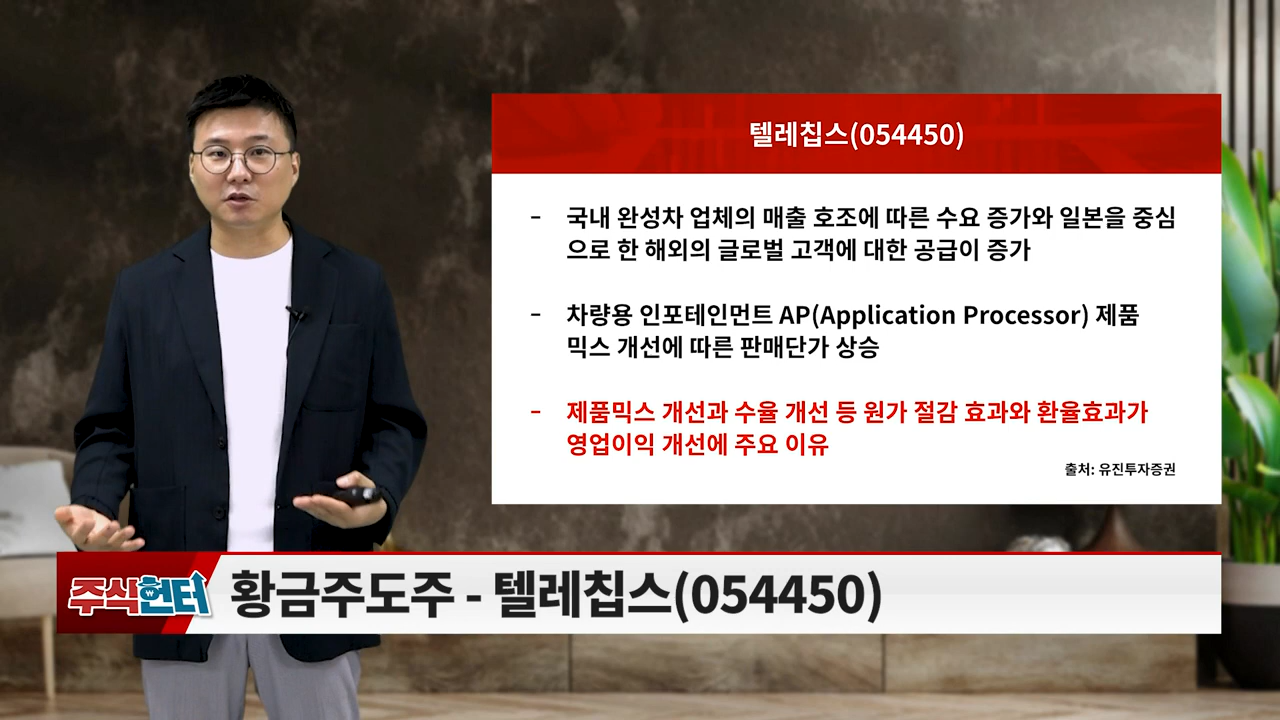 텔레칩스(054450)
- 국내 완성차 업체의 매출 호조에 따른 수요 증가와 일본을 중심
으로 한 해외의 글로벌 고객에 대한 공급이 증가
- 차량용 인포테인먼트 AP(Application Processor) 제품
믹스 개선에 따른 판매단가 상승
- 제품믹스 개선과 수율 개선 등 원가 절감 효과와 환율효과가
영업이익 개선에 주요 이유
출처: 유진투자증권
주식헌터 황금주도주 - 텔레칩스(054450)